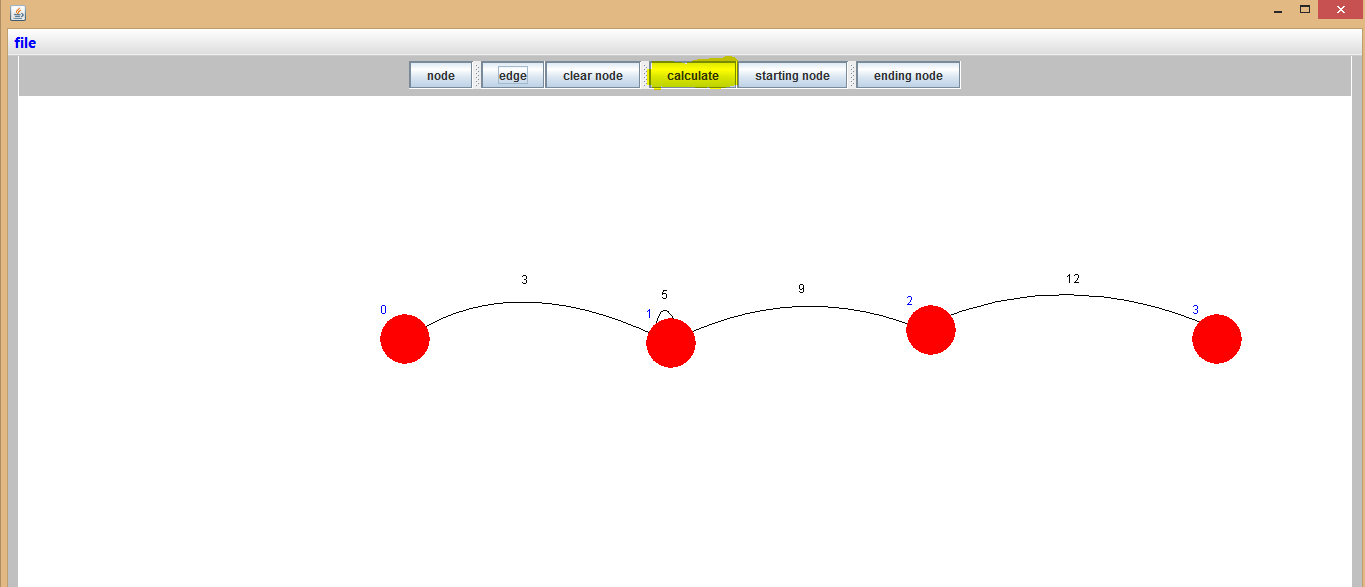 file
node edge clear node calculate starting node ending node
3 5 9 12
0 1 2 3